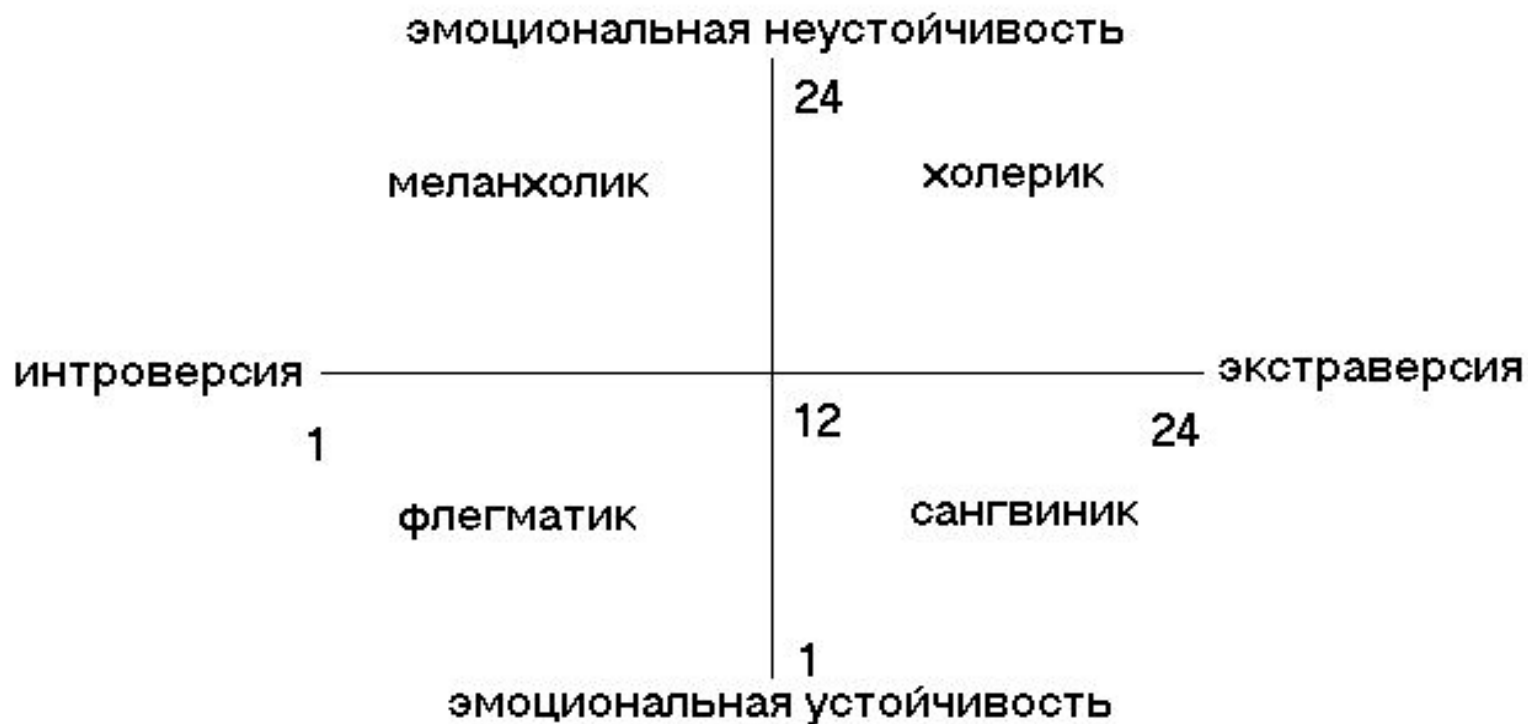 эмоциональная неустойчивость
24
меланхолик
холерик
интроверсия
экстраверсия
1
12
24
флегматик
сангвиник
1
эмоциональная устойчивость